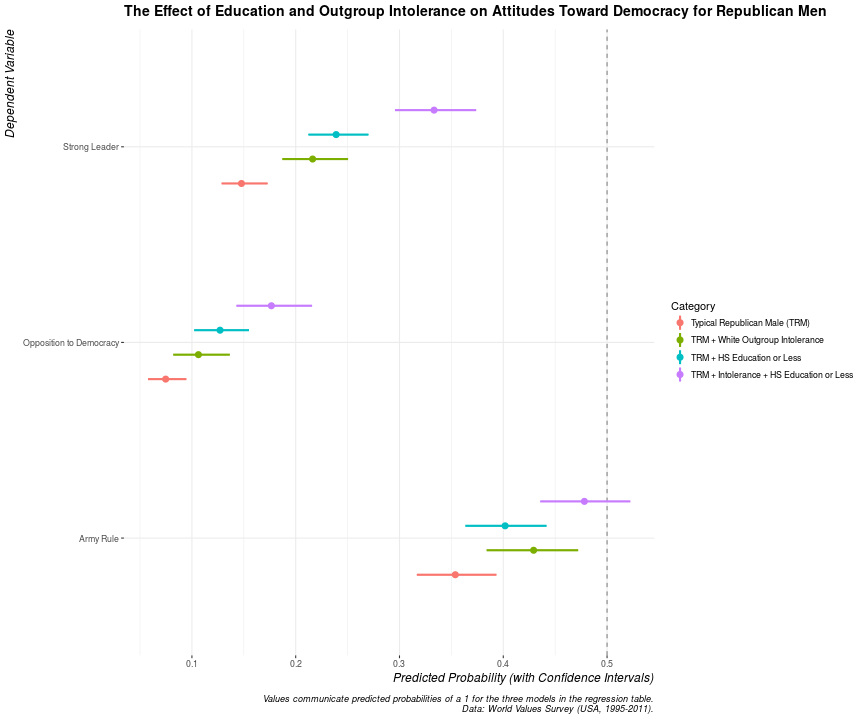 The Effect of Education and Outgroup Intolerance on Attitudes Toward Democracy for Republican Men
Dependent Variable
Strong Leader
Opposition to Democracy
Army Rule
0.1 0.2 0.3 0.4 0.5
Predicted Probability (with Confidence Intervals)
Category
Typical Republican Male (TRM)
TRM + White Outgroup Intolerance
TRM + HS Education or Less
TRM + Intolerance + HS Education or Less
Values communicate predicted probabilities of a 1 for the three models in the regression table.
Data: World Values Survey (USA, 1995-2011).